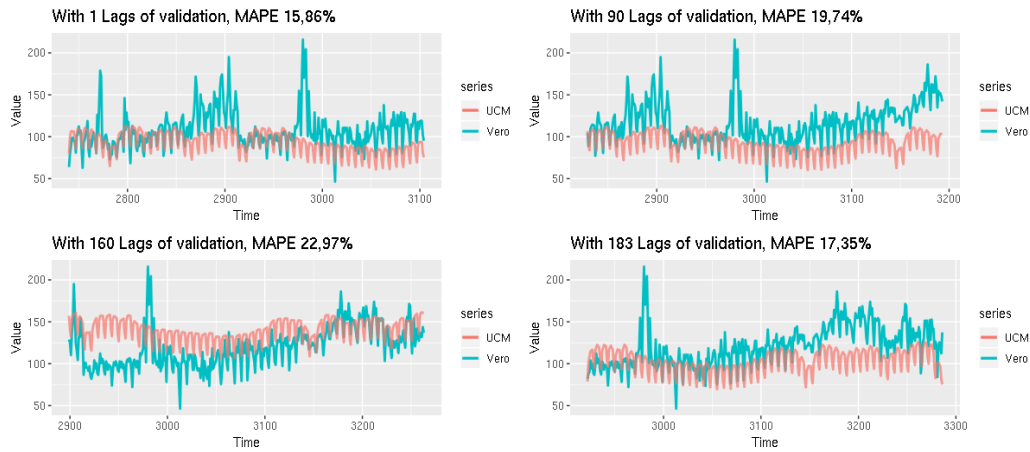 With 1 Lags of validation, MAPE 15,86%
200
150
100
50
Value
2800
2900
3000
3100
Time
series
UCM
Vero
With 90 Lags of validation, MAPE 19,74%
200
150
100
50
Value
2900
3000
3100
3200
Time
series
UCM
Vero
With 160 Lags of validation, MAPE 22,97%
200
150
100
50
Value
2900
3000
3100
3200
Time
series
UCM
Vero
With 183 Lags of validation, MAPE 17,35%
200
150
100
50
Value
3000
3100
3200
3300
Time
series
UCM
Vero